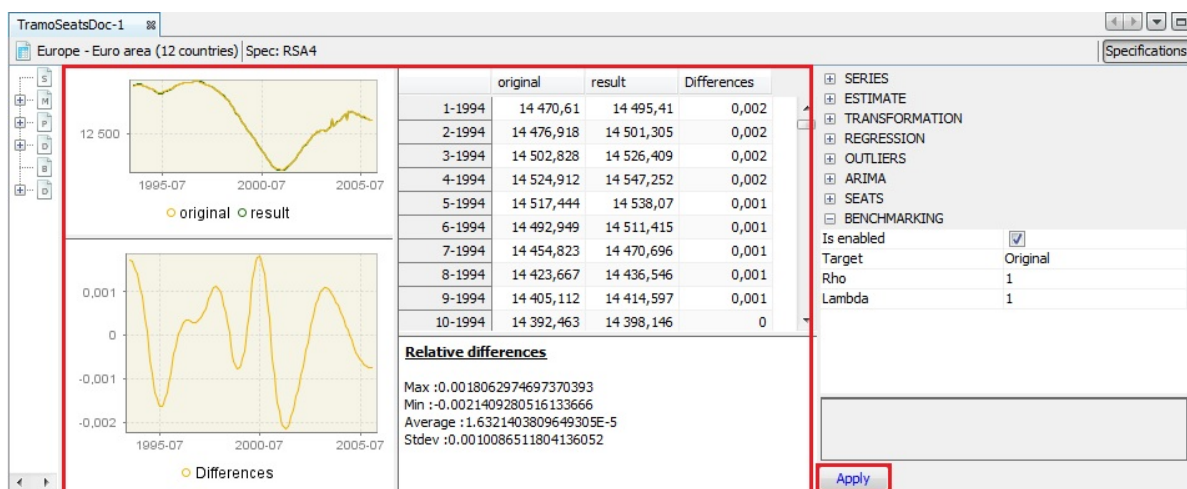 TramoSeatsDoc-1
Europe - Euro area (12 countries) Spec: RSA4
Specifications
S
M
P
D
B
D
12 500
1995-07 2000-07 2005-07
original result
0,001
0
-0,001
-0,002
1995-07 2000-07 2005-07
Differences
original result Differences
1-1994 14 470,61 14 495,41 0,002
2-1994 14 476,918 14 501,305 0,002
3-1994 14 502,828 14 526,409 0,002
4-1994 14 524,912 14 547,252 0,002
5-1994 14 517,444 14 538,07 0,001
6-1994 14 492,949 14 511,415 0,001
7-1994 14 454,823 14 470,696 0,001
8-1994 14 423,667 14 436,546 0,001
9-1994 14 405,112 14 414,597 0,001
10-1994 14 392,463 14 398,146 0
Relative differences
Max :0.0018062974697370393
Min :-0.0021409280516133666
Average :1.6321403809649305E-5
Stdev :0.0010086511804136052
SERIES
ESTIMATE
TRANSFORMATION
REGRESSION
OUTLIERS
ARIMA
SEATS
BENCHMARKING
Is enabled
Target Original
Rho 1
Lambda 1
Apply